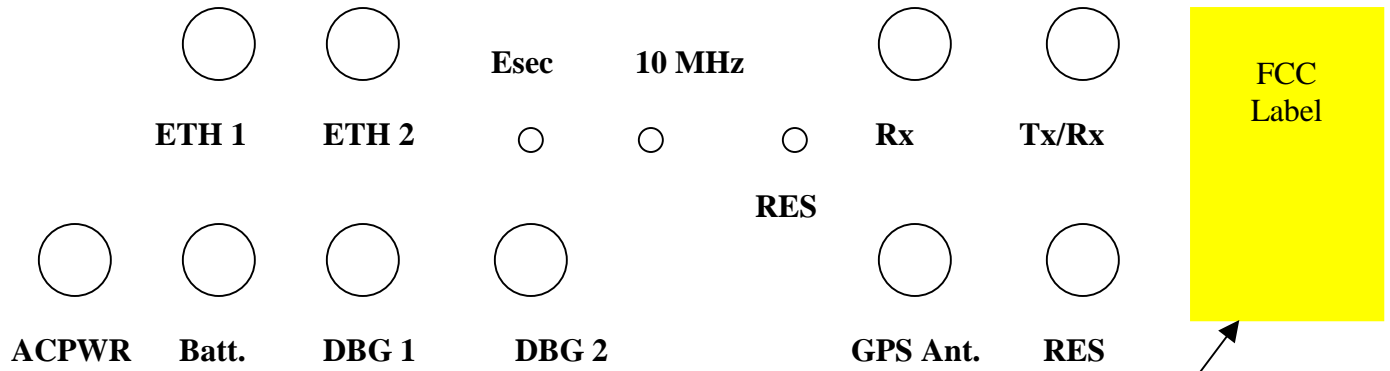 Esec 10 MHz
FCC
Label
ETH 1 ETH 2 Rx Tx/Rx
RES
ACPWR Batt. DBG 1 DBG 2 GPS Ant. RES